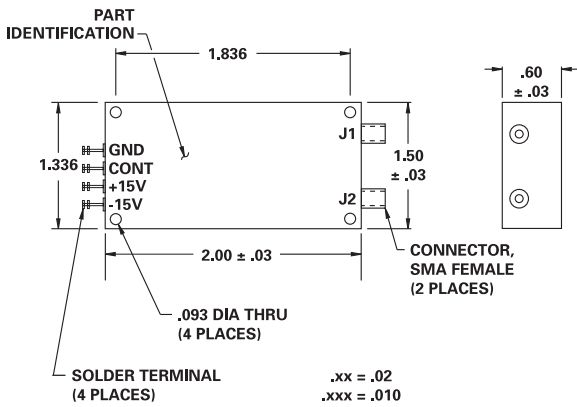 PART
IDENTIFICATION
1.836
.60
± .03
GND
CONT
+15V
-15V
J1
J2
1.336
1.50
± .03
2.00 ± .03
CONNECTOR,
SMA FEMALE
(2 PLACES)
.093 DIA THRU
(4 PLACES)
SOLDER TERMINAL
(4 PLACES)
.xx = .02
.xxx = .010